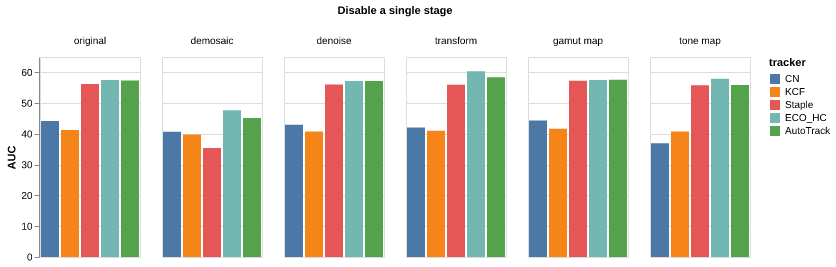 Disable a single stage
original
demosaic
denoise
transform
gamut map
tone map
AUC
60
50
40
30
20
10
0
tracker
CN
KCF
Staple
ECO_HC
AutoTrack